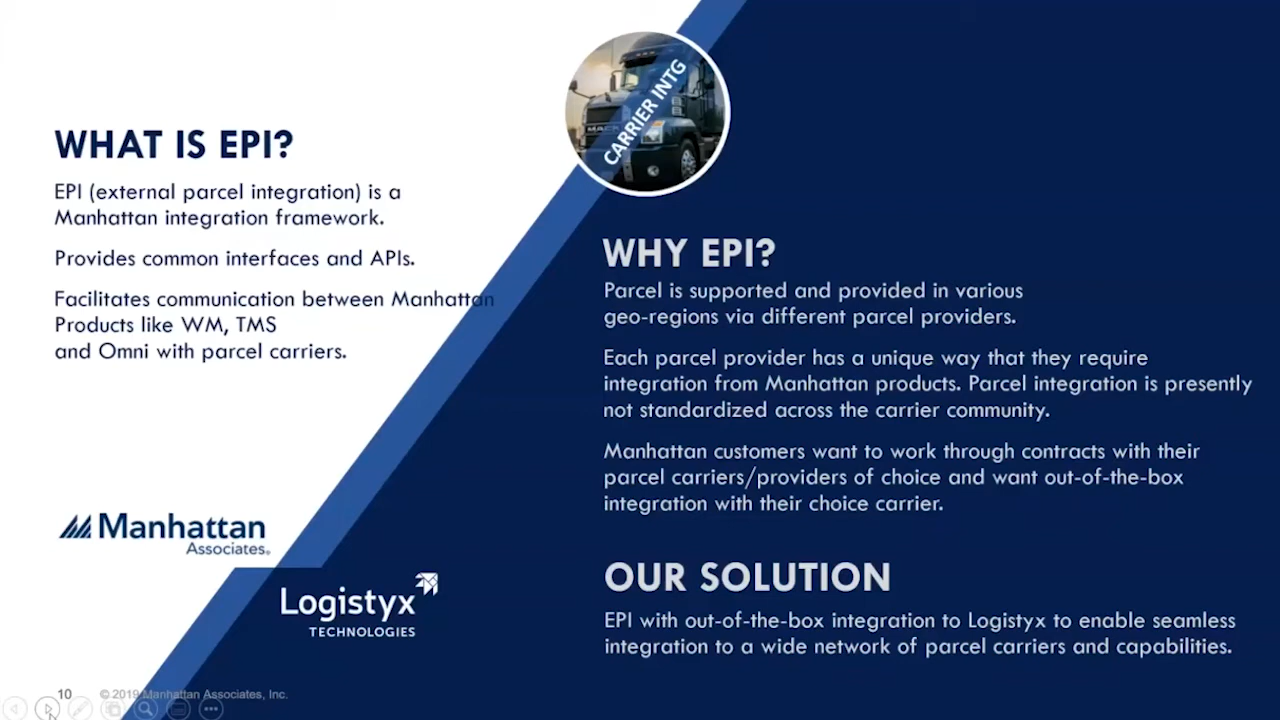 CARRIER INTG
MACK
WHAT IS EPI?
EPI (external parcel integration) is a
Manhattan integration framework.
Provides common interfaces and APIs.
Facilitates communication between Manhattan
Products like WM, TMS
and Omni with parcel carriers.
WHY EPI?
Parcel is supported and provided in various
geo-regions via different parcel providers.
Each parcel provider has a unique way that they require
integration from Manhattan products. Parcel integration is presently
not standardized across the carrier community.
Manhattan customers want to work through contracts with their
parcel carriers/providers of choice and want out-of-the-box
integration with their choice carrier.
OUR SOLUTION
EPI with out-of-the-box integration to Logistyx to enable seamless
integration to a wide network of parcel carriers and capabilities.
Manhattan
Associates®
Logistyx
TECHNOLOGIES
10 © 2019 Manhattan Associates, Inc.